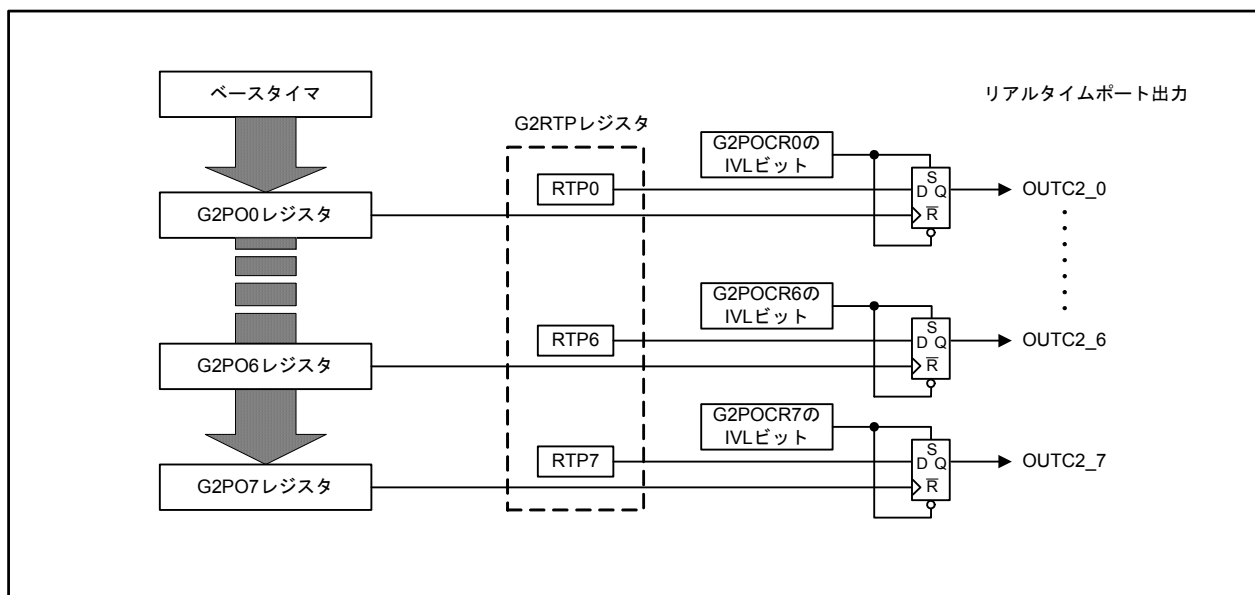 ベースタイマ
リアルタイムポート出力
G2RTPレジスタ
G2POCR0の
IVLビット
RTP0
S
D Q
R
OUTC2_0
G2PO0レジスタ
G2POCR6の
IVLビット
RTP6
S
D Q
R
OUTC2_6
G2PO6レジスタ
G2POCR7の
IVLビット
RTP7
S
D Q
R
OUTC2_7
G2PO7レジスタ